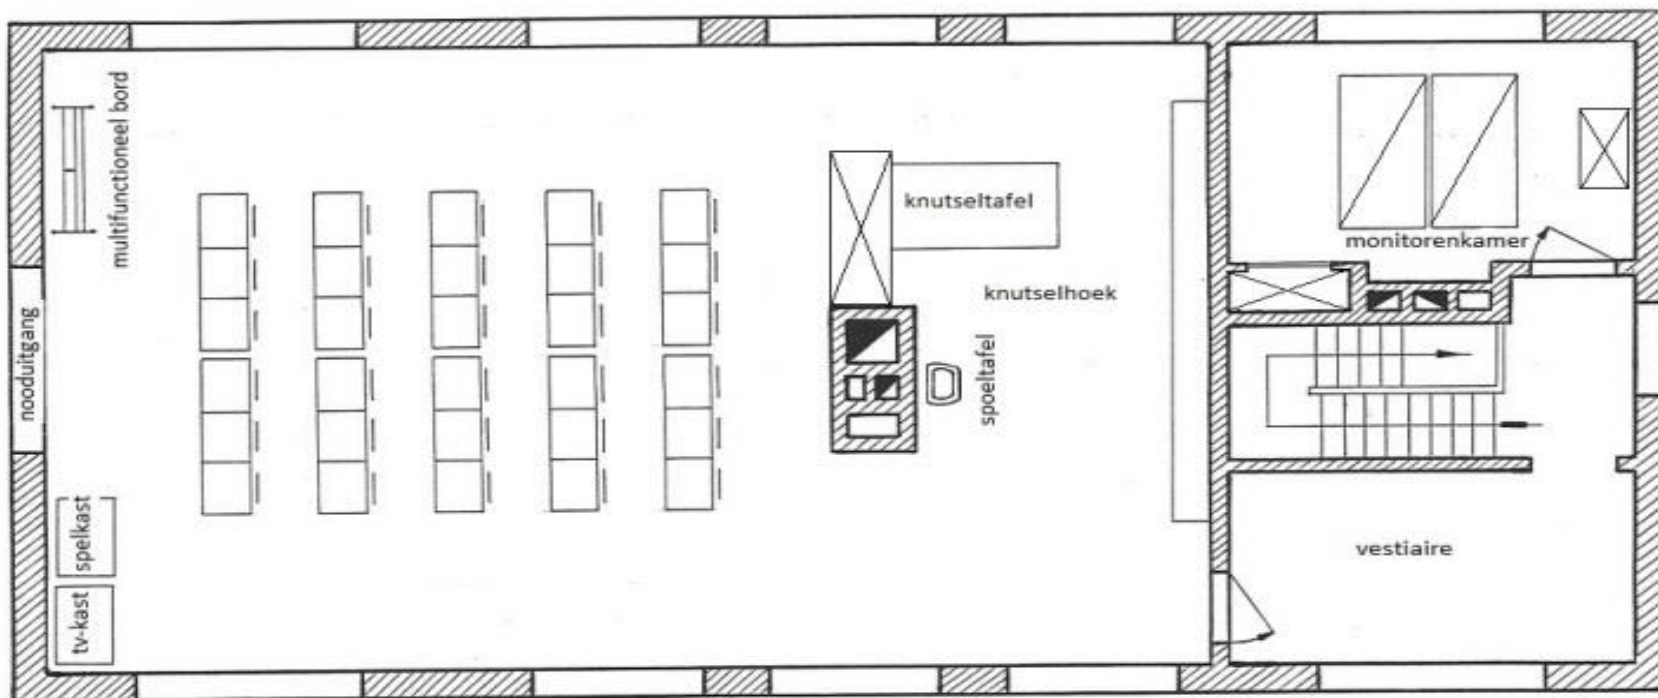 multifunctioneel bord
nooduitgang
spelkast
tv-kast
knutseltafel
knutselhoek
spoeltafel
monitorenkamer
vestiaire